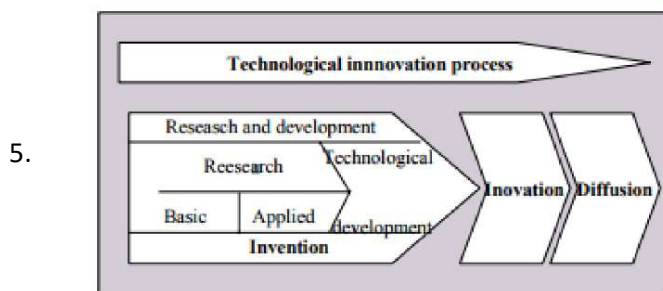 5.
Technological innnovation process
Reseasch and development
Reesearch
Technological
Basic
Applied
development
Invention
Inovation
Diffusion